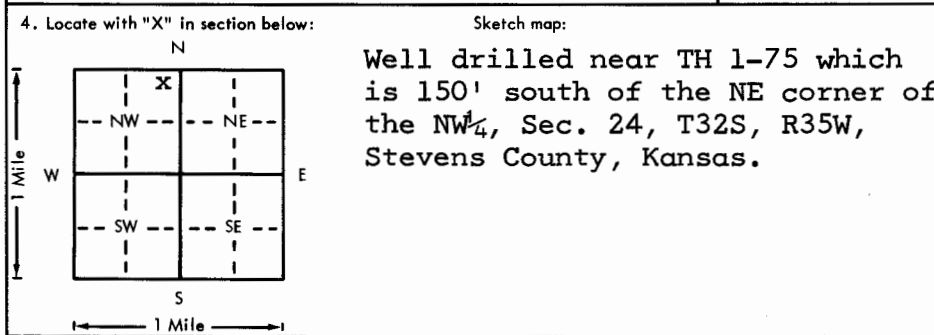 4. Locate with "X" in section below:
Sketch map:
N
Well drilled near TH 1-75 which
is 150' south of the NE corner of
the NW¼, Sec. 24, T32S, R35W,
Stevens County, Kansas.
X
NW
NE
W
E
1 Mile
SW
SE
S
1 Mile